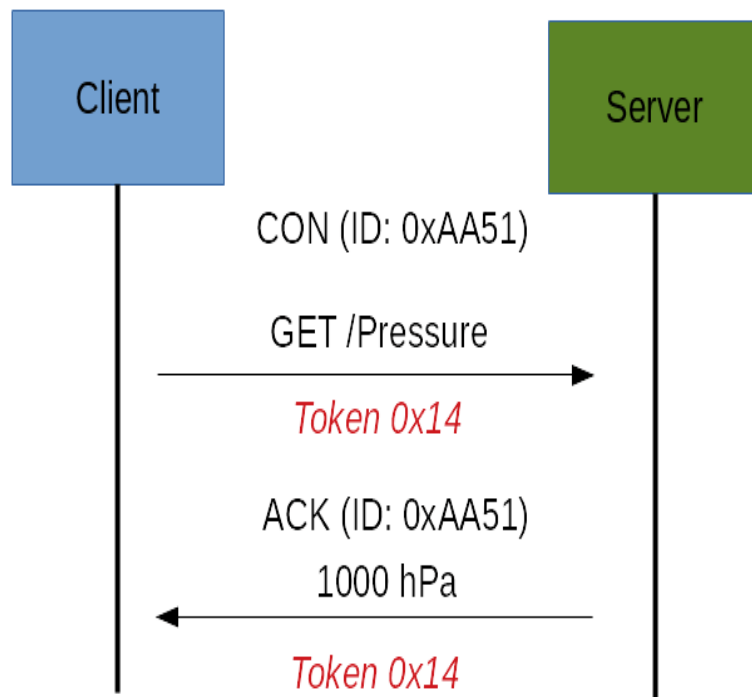 Client
Server
CON (ID: 0xAA51)
GET /Pressure
Token 0x14
ACK (ID: 0xAA51)
1000 hPa
Token 0x14